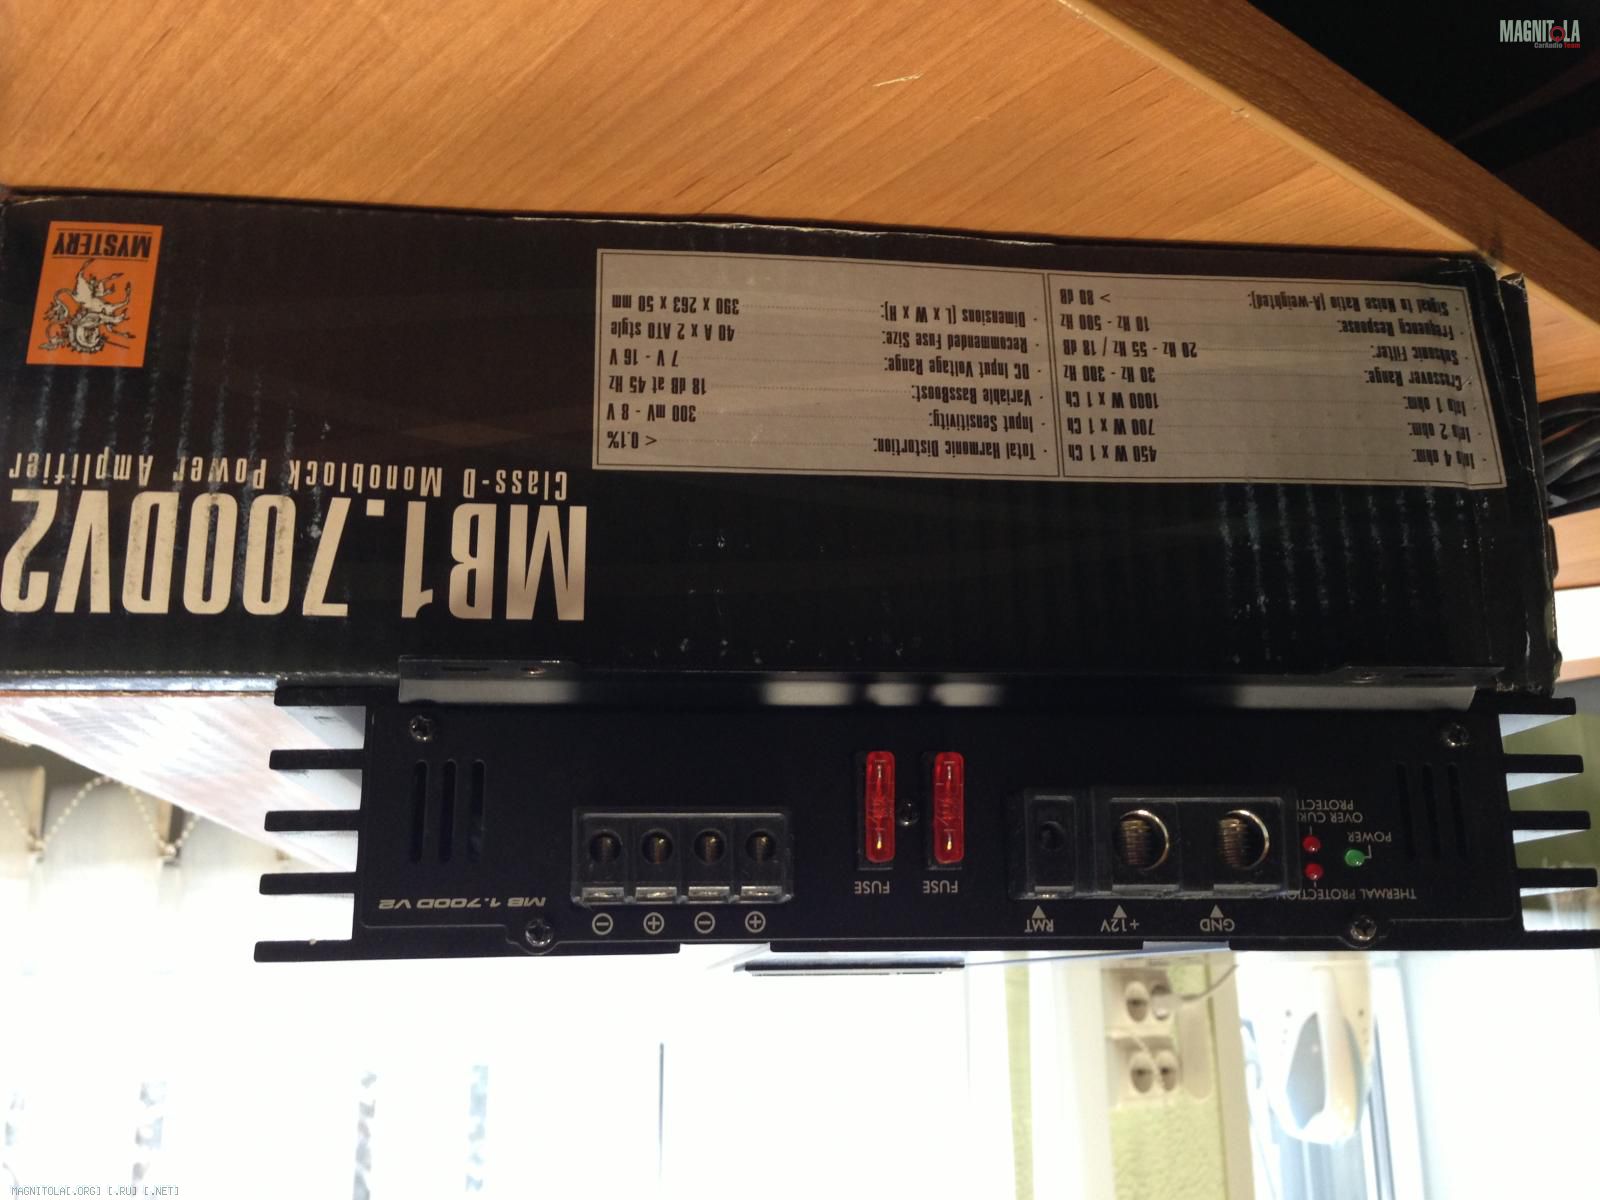 MAGNITOLA
CarAudio Team
MB 1.700D V2
GND
+12V
RMT
FUSE
FUSE
THERMAL PROTECTION
POWER
OVER CUR
PROTECTI
MB1.700DV2
Class-D Monoblock Power Amplifier
· Into 4 ohm: 450 W x 1 Ch
· Into 2 ohm: 700 W x 1 Ch
· Into 1 ohm: 1000 W x 1 Ch
· Crossover Range: 30 Hz - 300 Hz
· Subsonic Filter: 20 Hz - 55 Hz / 18 dB
· Frequency Response: 10 Hz - 500 Hz
· Signal to Noise Ratio (A-weighted): > 80 dB
· Total Harmonic Distortion: < 0.1%
· Input Sensitivity: 300 mV - 8 V
· Variable BassBoost: 18 dB at 45 Hz
· DC Input Voltage Range: 7 V - 16 V
· Recommended Fuse Size: 40 A x 2 ATO style
· Dimensions (L x W x H): 390 x 263 x 50 mm
MYSTERY
MAGNITOLA[.ORG] [.RU] [.NET]